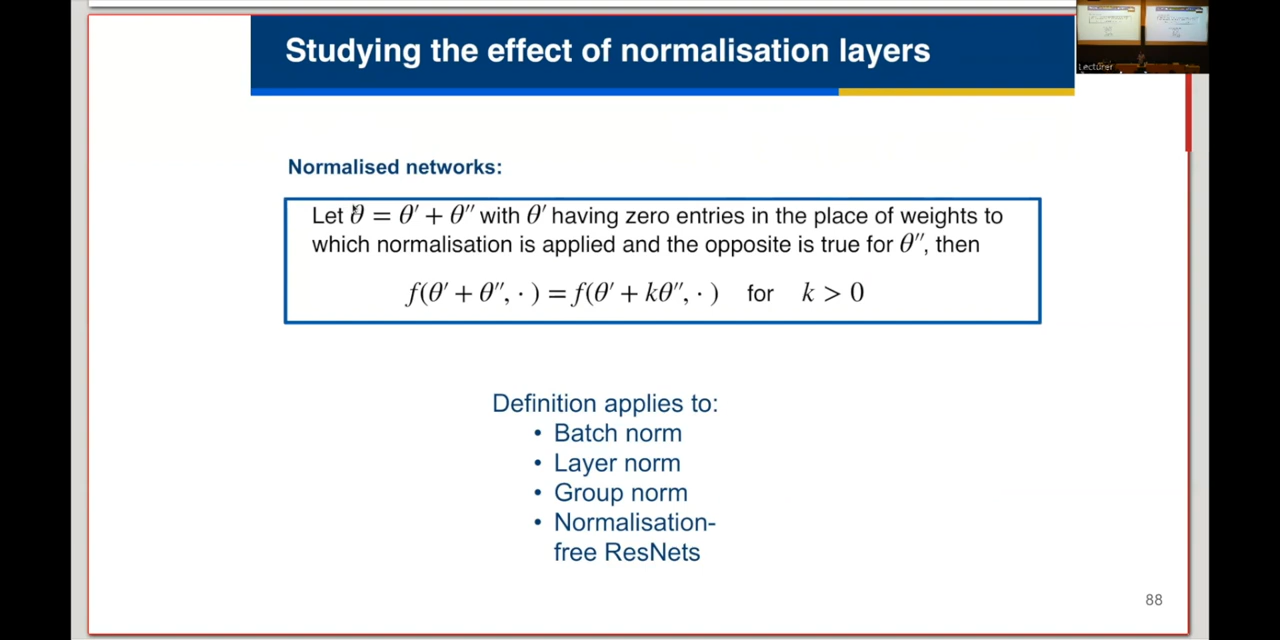 Studying the effect of normalisation layers
Lecturer
Normalised networks:
Let θ = θ′ + θ′′ with θ′ having zero entries in the place of weights to
which normalisation is applied and the opposite is true for θ′′, then
f(θ′ + θ′′, · ) = f(θ′ + kθ′′, · ) for k > 0
Definition applies to:
• Batch norm
• Layer norm
• Group norm
• Normalisation-
free ResNets
88